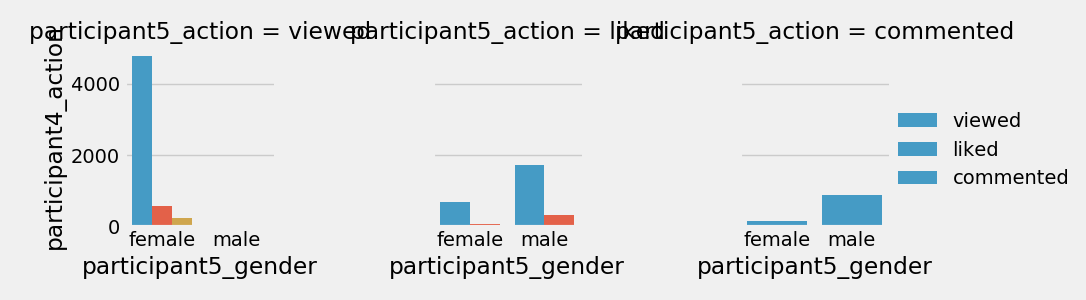 participant5_action = viewed
participant5_action = liked
participant5_action = commented
participant4_action
4000
2000
0
female male
female male
female male
participant5_gender
participant5_gender
participant5_gender
viewed
liked
commented